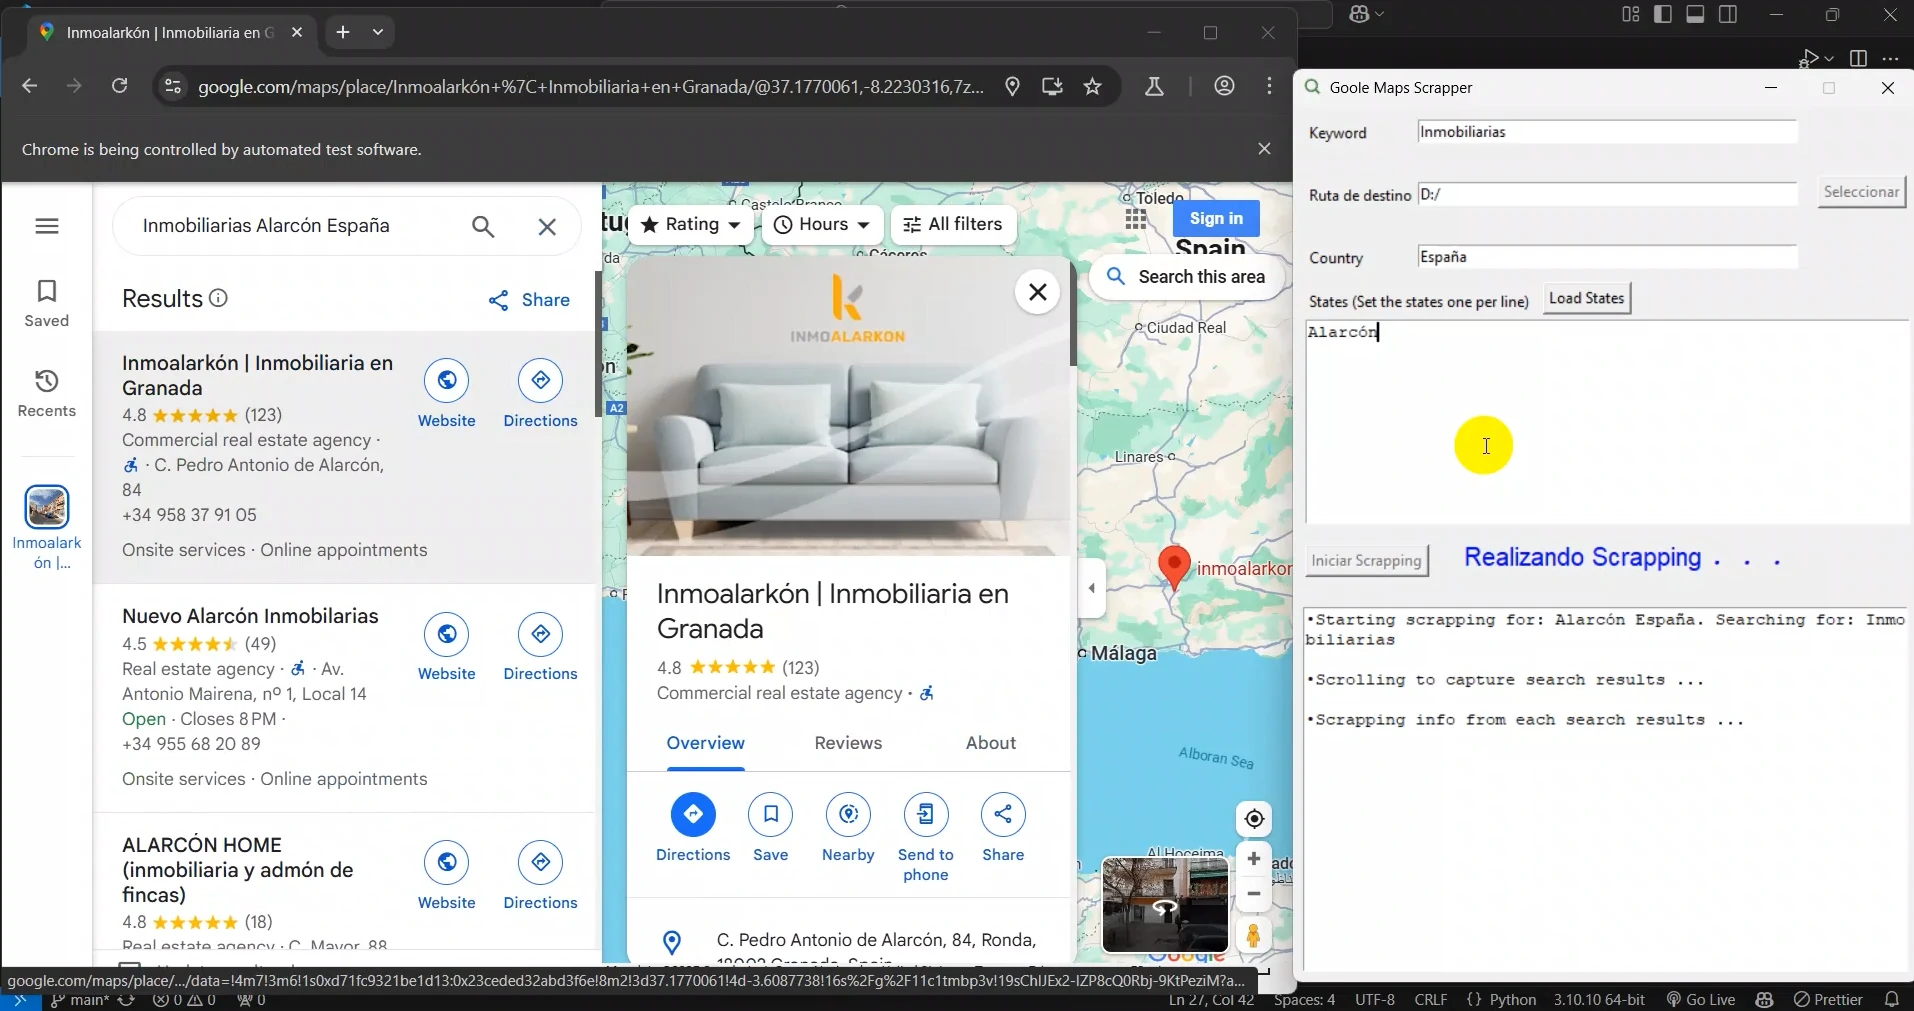 Inmoalarkón | Inmobiliaria en G
google.com/maps/place/Inmoalarkón+%7C+Inmobiliaria+en+Granada/@37.1770061,-8.2230316,7z...
Chrome is being controlled by automated test software.
Inmobiliarias Alarcón España
Saved
Recents
Inmoalark
ón |...
Results
Share
Inmoalarkón | Inmobiliaria en
Granada
4.8 (123)
Commercial real estate agency ·
· C. Pedro Antonio de Alarcón,
84
+34 958 37 91 05
Onsite services · Online appointments
Website
Directions
Nuevo Alarcón Inmobiliarias
4.5 (49)
Real estate agency · · Av.
Antonio Mairena, nº 1, Local 14
Open · Closes 8 PM ·
+34 955 68 20 89
Onsite services · Online appointments
Website
Directions
ALARCÓN HOME
(inmobiliaria y admón de
fincas)
4.8 (18)
Real estate agency · C. Mayor, 88
Website
Directions
Rating
Hours
All filters
Sign in
Search this area
Toledo
Spain
Cáceres
Ciudad Real
A2
Linares
inmoalarkor
Málaga
Alboran Sea
Al Hoceima
Google
INMOALARKON
Inmoalarkón | Inmobiliaria en
Granada
4.8 (123)
Commercial real estate agency ·
Overview
Reviews
About
Directions
Save
Nearby
Send to
phone
Share
C. Pedro Antonio de Alarcón, 84, Ronda,
18002 Granada, Spain
google.com/maps/place/.../data=!4m7!3m6!1s0xd71fc9321be1d13:0x23ceded32abd3f6e!8m2!3d37.1770061!4d-3.6087738!16s%2Fg%2F11c1tmbp3v!19sChIJEx2-IZP8cQ0Rbj-9KtPeziM?a...
Goole Maps Scrapper
Keyword
Inmobiliarias
Ruta de destino
D:/
Seleccionar
Country
España
States (Set the states one per line)
Load States
Alarcón
Iniciar Scrapping
Realizando Scrapping . . .
•Starting scrapping for: Alarcón España. Searching for: Inmo
biliarias
•Scrolling to capture search results ...
•Scrapping info from each search results ...
main*
0
0
0
Ln 27, Col 42
Spaces: 4
UTF-8
CRLF
{} Python
3.10.10 64-bit
Go Live
Prettier